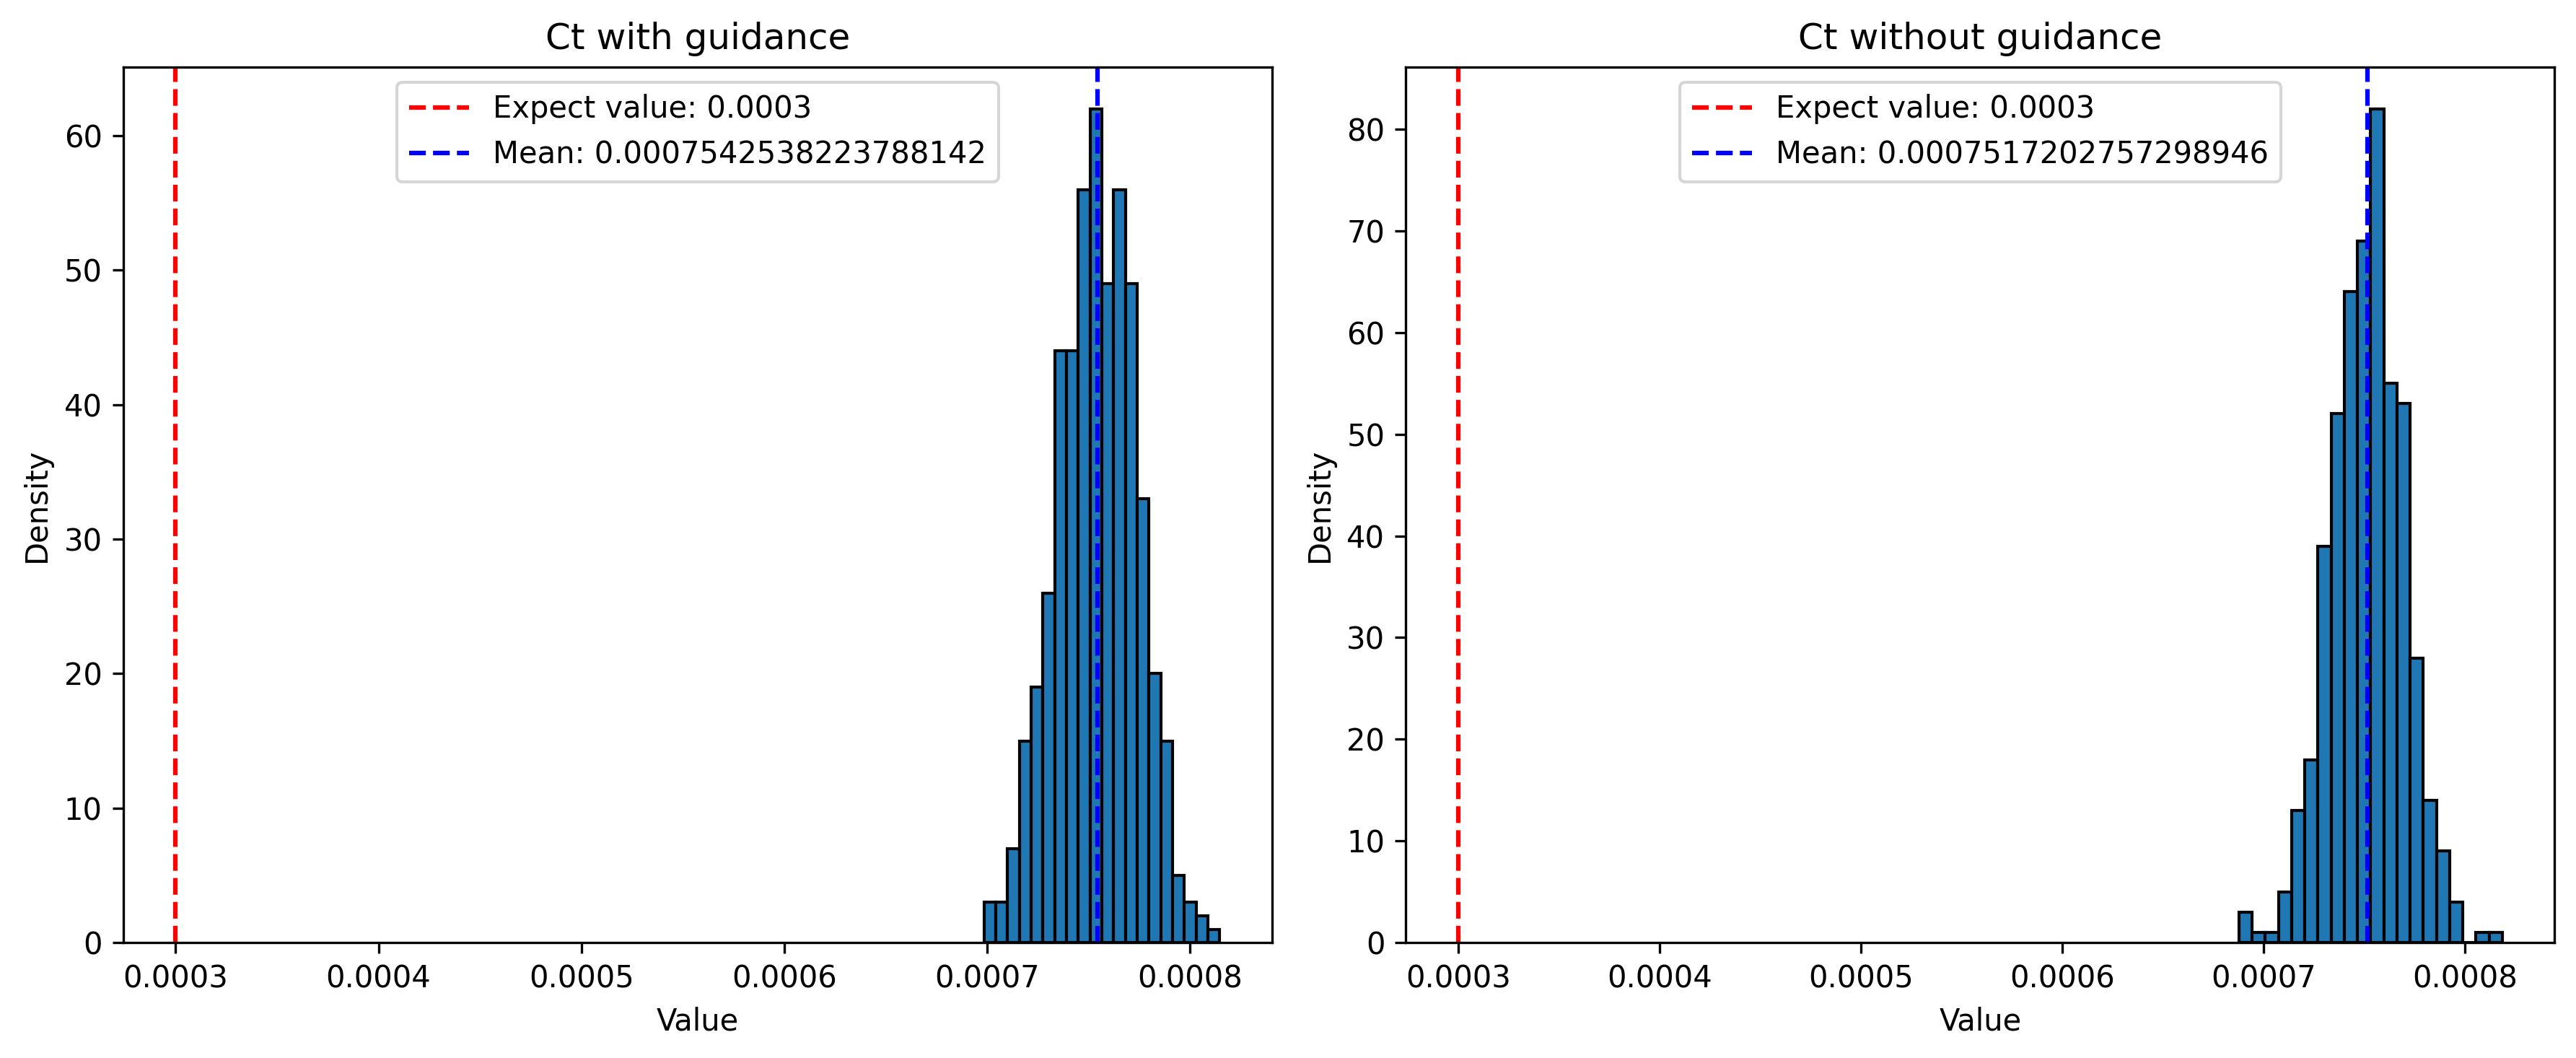 Ct with guidance
Expect value: 0.0003
Mean: 0.0007542538223788142
60
50
40
30
20
10
0
Density
0.0003 0.0004 0.0005 0.0006 0.0007 0.0008
Value
Ct without guidance
Expect value: 0.0003
Mean: 0.0007517202757298946
80
70
60
50
40
30
20
10
0
Density
0.0003 0.0004 0.0005 0.0006 0.0007 0.0008
Value